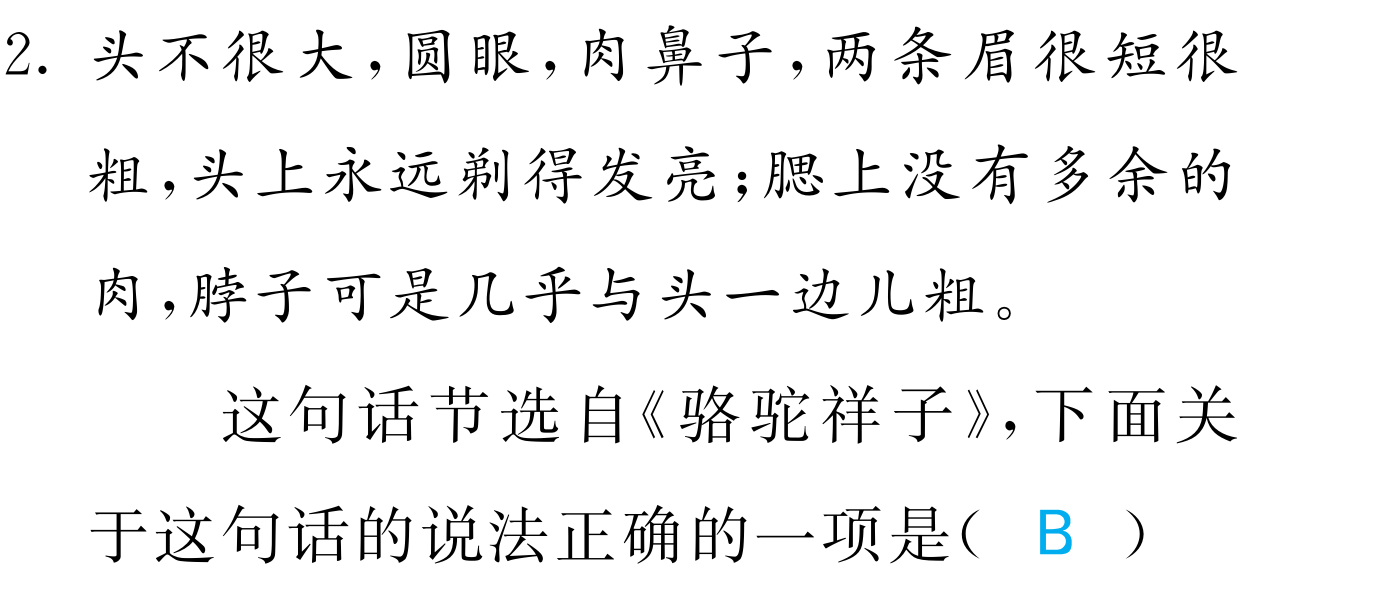 2. 头不很大,圆眼,肉鼻子,两条眉很短很
粗,头上永远剃得发亮;腮上没有多余的
肉,脖子可是几乎与头一边儿粗。
这句话节选自《骆驼祥子》,下面关
于这句话的说法正确的一项是( B )